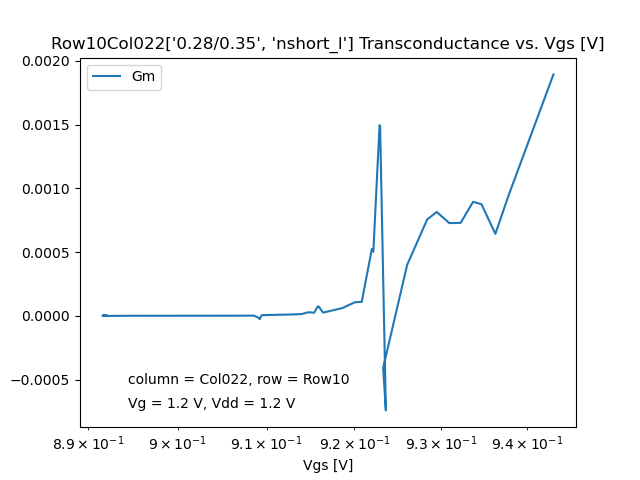 Row10Col022['0.28/0.35', 'nshort_l'] Transconductance vs. Vgs [V]
0.0020
Gm
0.0015
0.0010
0.0005
0.0000
−0.0005
column = Col022, row = Row10
Vg = 1.2 V, Vdd = 1.2 V
8.9 × 10⁻¹ 9 × 10⁻¹ 9.1 × 10⁻¹ 9.2 × 10⁻¹ 9.3 × 10⁻¹ 9.4 × 10⁻¹
Vgs [V]